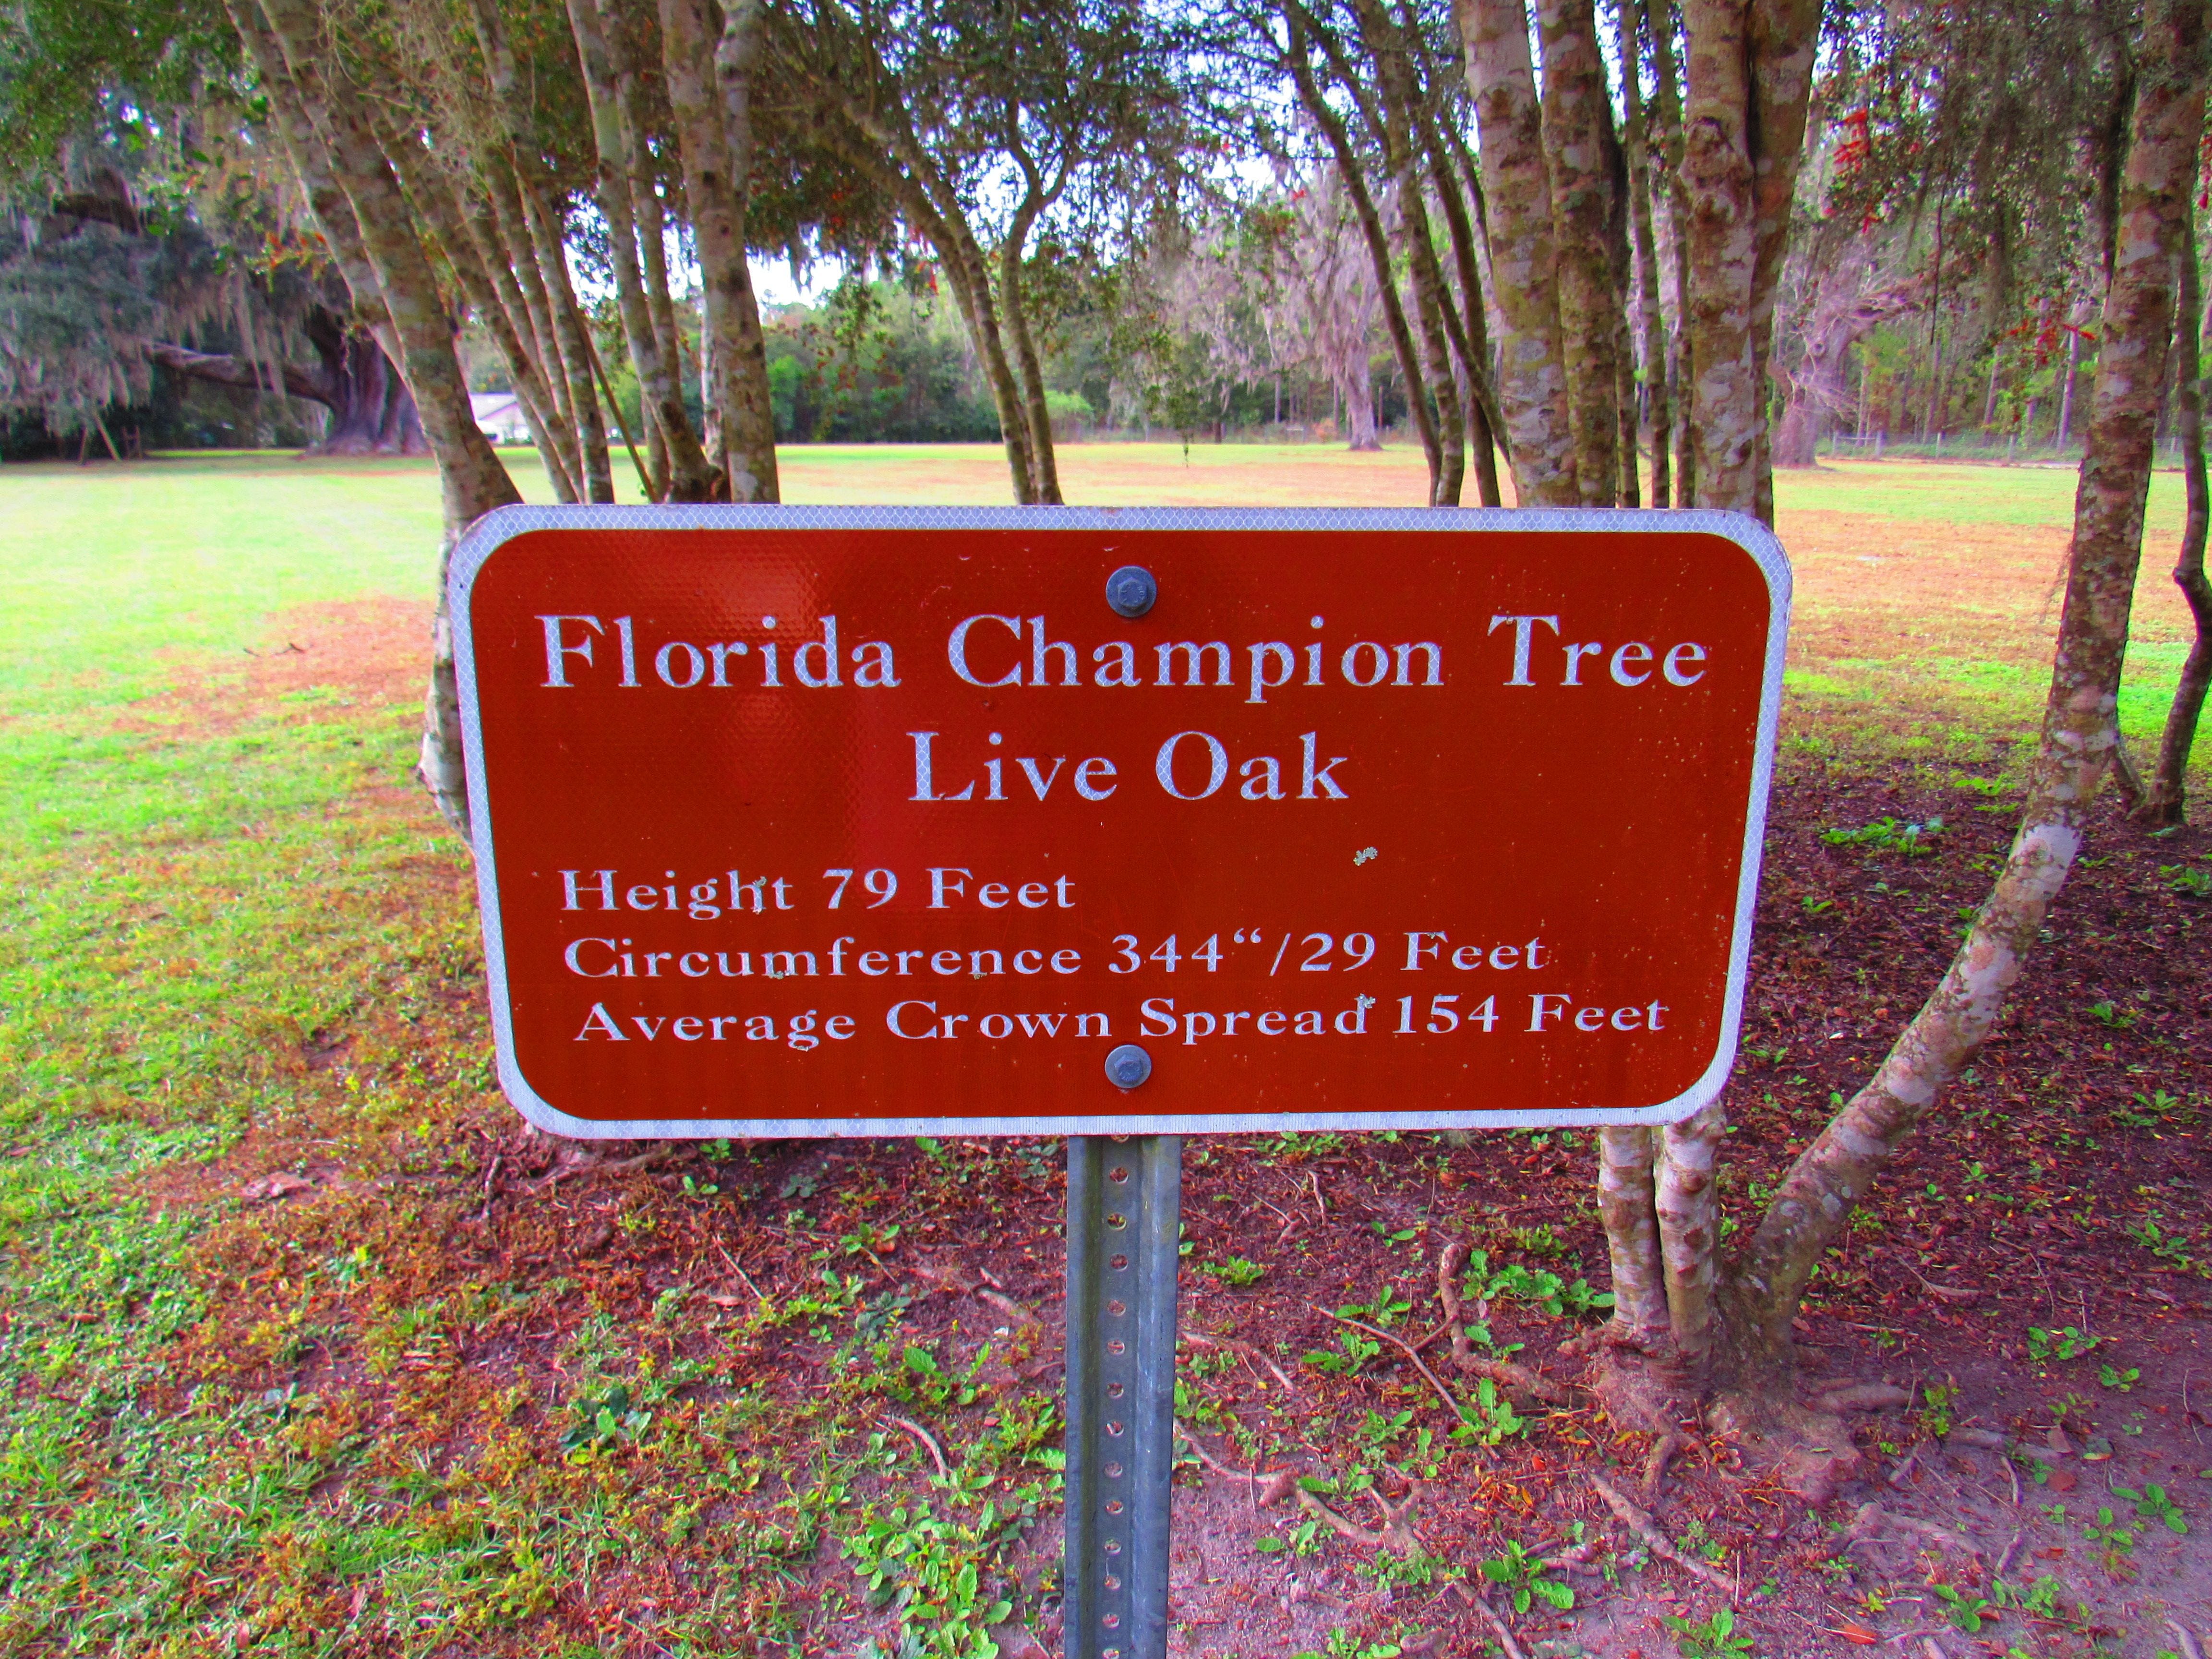 Florida Champion Tree
Live Oak
Height 79 Feet
Circumference 344“/29 Feet
Average Crown Spread 154 Feet